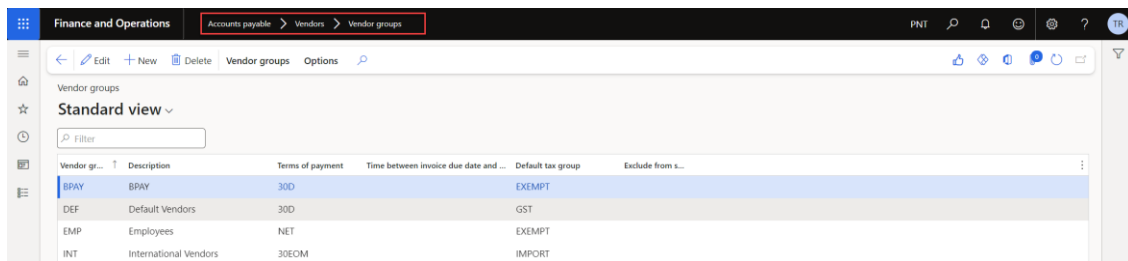 Finance and Operations Accounts payable Vendors Vendor groups PNT ? TR
Edit New Delete Vendor groups Options 0
Vendor groups
Standard view
Filter
Vendor gr... Description Terms of payment Time between invoice due date and ... Default tax group Exclude from s...
BPAY BPAY 30D EXEMPT
DEF Default Vendors 30D GST
EMP Employees NET EXEMPT
INT International Vendors 30EOM IMPORT